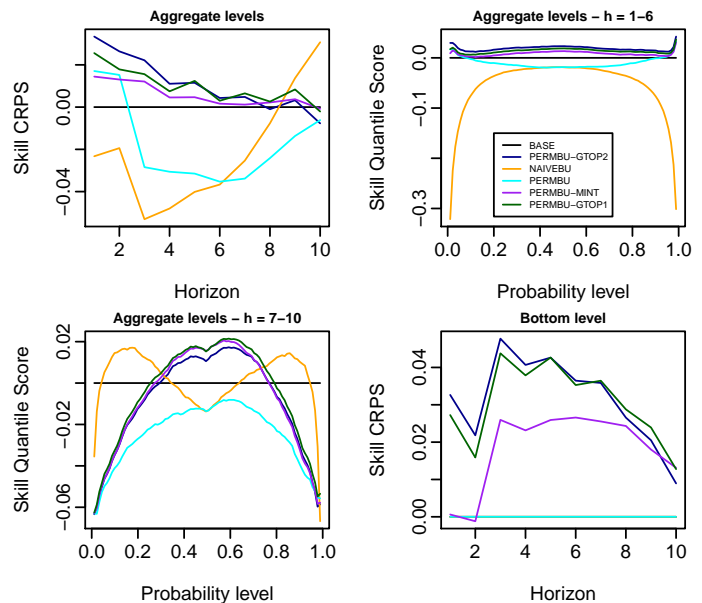 Aggregate levels
Skill CRPS
0.00
−0.04
2 4 6 8 10
Horizon
Aggregate levels − h = 1−6
Skill Quantile Score
0.0
−0.1
−0.3
BASE
PERMBU−GTOP2
NAIVEBU
PERMBU
PERMBU−MINT
PERMBU−GTOP1
0.0 0.2 0.4 0.6 0.8 1.0
Probability level
Aggregate levels − h = 7−10
Skill Quantile Score
0.02
−0.02
−0.06
0.0 0.2 0.4 0.6 0.8 1.0
Probability level
Bottom level
Skill CRPS
0.04
0.02
0.00
2 4 6 8 10
Horizon